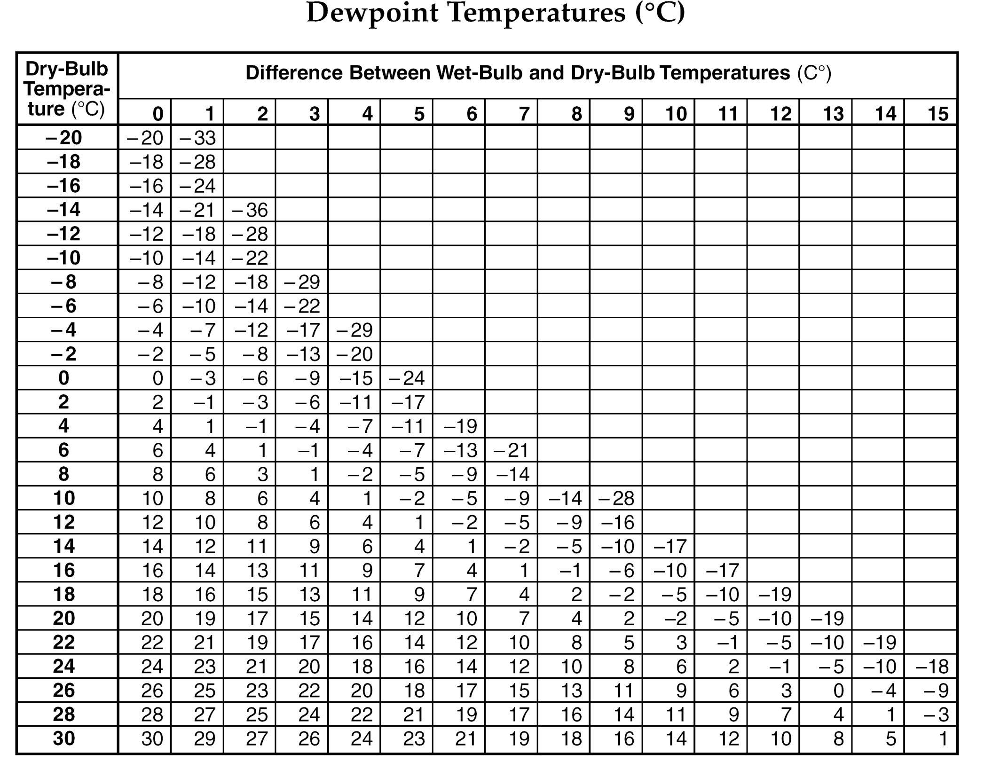 Dewpoint Temperatures (°C)
Dry-Bulb
Tempera-
ture (°C)
Difference Between Wet-Bulb and Dry-Bulb Temperatures (C°)
0 1 2 3 4 5 6 7 8 9 10 11 12 13 14 15
–20 –20 –33
–18 –18 –28
–16 –16 –24
–14 –14 –21 –36
–12 –12 –18 –28
–10 –10 –14 –22
–8 –8 –12 –18 –29
–6 –6 –10 –14 –22
–4 –4 –7 –12 –17 –29
–2 –2 –5 –8 –13 –20
0 0 –3 –6 –9 –15 –24
2 2 –1 –3 –6 –11 –17
4 4 1 –1 –4 –7 –11 –19
6 6 4 1 –1 –4 –7 –13 –21
8 8 6 3 1 –2 –5 –9 –14
10 10 8 6 4 1 –2 –5 –9 –14 –28
12 12 10 8 6 4 1 –2 –5 –9 –16
14 14 12 11 9 6 4 1 –2 –5 –10 –17
16 16 14 13 11 9 7 4 1 –1 –6 –10 –17
18 18 16 15 13 11 9 7 4 2 –2 –5 –10 –19
20 20 19 17 15 14 12 10 7 4 2 –2 –5 –10 –19
22 22 21 19 17 16 14 12 10 8 5 3 –1 –5 –10 –19
24 24 23 21 20 18 16 14 12 10 8 6 2 –1 –5 –10 –18
26 26 25 23 22 20 18 17 15 13 11 9 6 3 0 –4 –9
28 28 27 25 24 22 21 19 17 16 14 11 9 7 4 1 –3
30 30 29 27 26 24 23 21 19 18 16 14 12 10 8 5 1